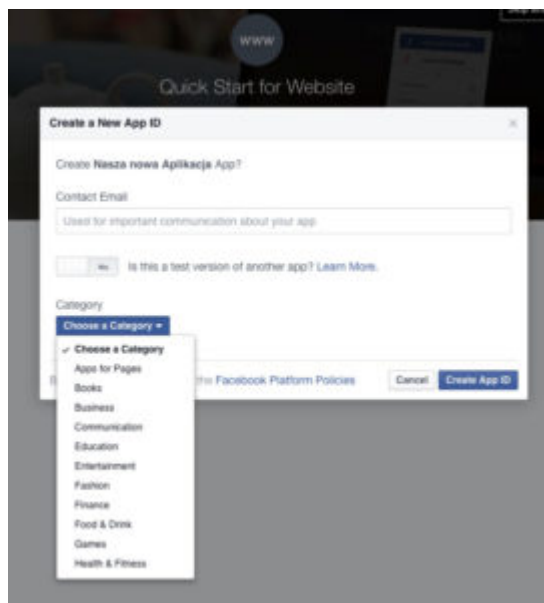 www
Quick Start for Website
Create a New App ID
×
Create Nasza nowa Aplikacja App?
Contact Email
Used for important communication about your app
No
Is this a test version of another app? Learn More.
Category
Choose a Category
✓ Choose a Category
Apps for Pages
Books
Business
Communication
Education
Entertainment
Fashion
Finance
Food & Drink
Games
Health & Fitness
the Facebook Platform Policies
Cancel
Create App ID